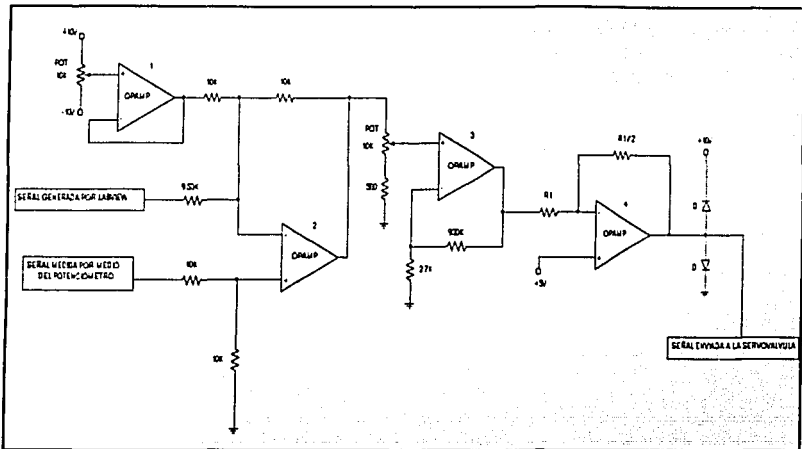 +10V
POT
10K
-10V
1
OPAMP
10K
10K
SEÑAL GENERADA POR LABVIEW
SEÑAL MEDIDA POR MEDIO
DEL POTENCIOMETRO
10K
10K
2
OPAMP
POT
10K
500
3
OPAMP
27K
R1
R1/2
4
OPAMP
+5V
+10V
D
D
SEÑAL ENVIADA A LA SERVOVALVULA